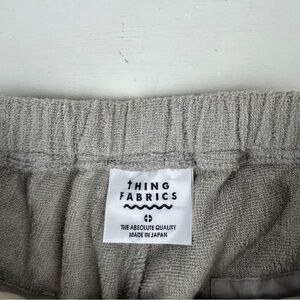 THING
FABRICS
THE ABSOLUTE QUALITY
MADE IN JAPAN